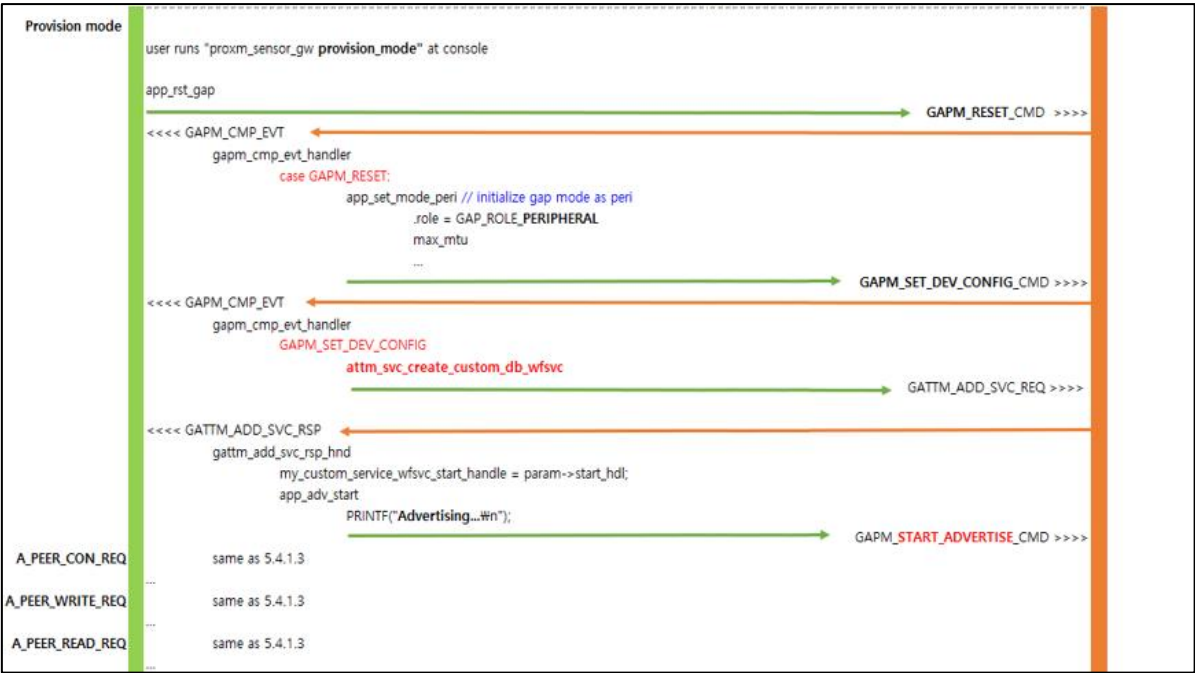 Provision mode
user runs "proxm_sensor_gw provision_mode" at console
app_rst_gap
GAPM_RESET_CMD >>>>
<<<< GAPM_CMP_EVT
gapm_cmp_evt_handler
case GAPM_RESET:
app_set_mode_peri // initialize gap mode as peri
.role = GAP_ROLE_PERIPHERAL
max_mtu
...
GAPM_SET_DEV_CONFIG_CMD >>>>
<<<< GAPM_CMP_EVT
gapm_cmp_evt_handler
GAPM_SET_DEV_CONFIG
attm_svc_create_custom_db_wfsvc
GATTM_ADD_SVC_REQ >>>>
<<<< GATTM_ADD_SVC_RSP
gattm_add_svc_rsp_hnd
my_custom_service_wfsvc_start_handle = param->start_hdl;
app_adv_start
PRINTF("Advertising...₩n");
GAPM_START_ADVERTISE_CMD >>>>
A_PEER_CON_REQ same as 5.4.1.3
...
A_PEER_WRITE_REQ same as 5.4.1.3
...
A_PEER_READ_REQ same as 5.4.1.3
...